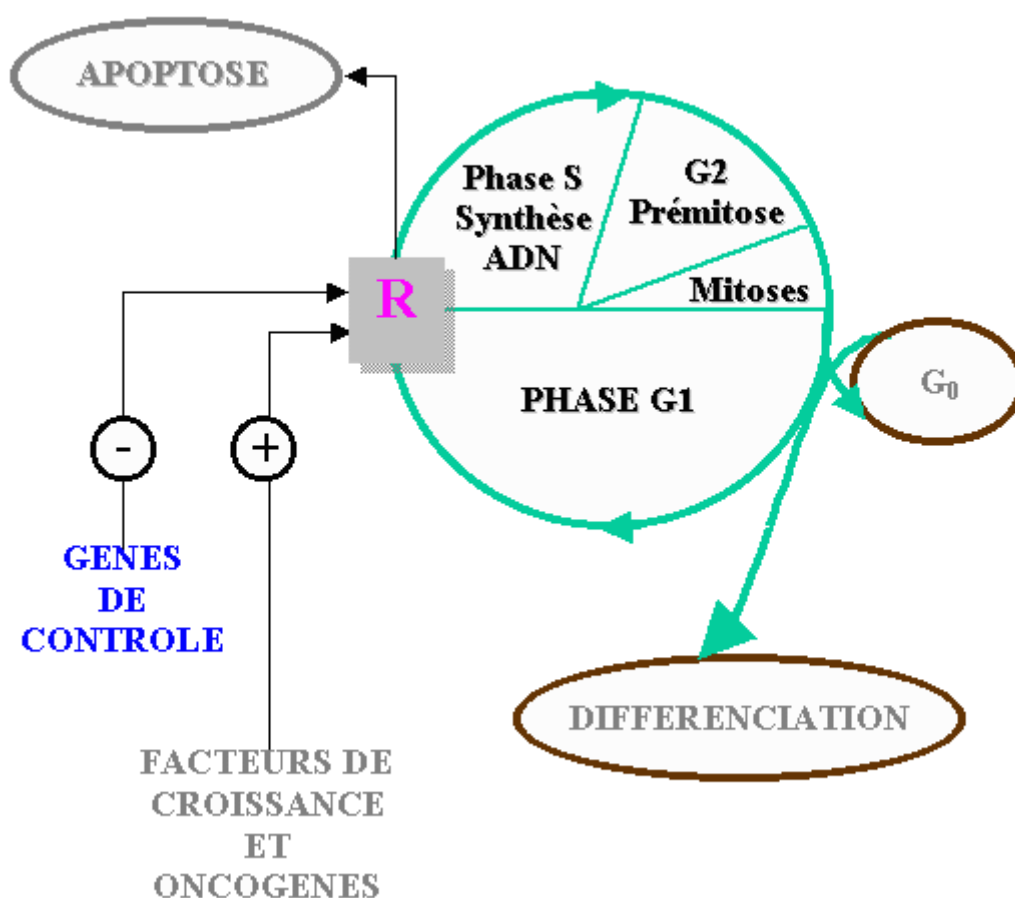 APOPTOSE
Phase S
Synthèse
ADN
G2
Prémitose
Mitoses
R
PHASE G1
G₀
-
+
GENES
DE
CONTROLE
DIFFERENCIATION
FACTEURS DE
CROISSANCE
ET
ONCOGENES